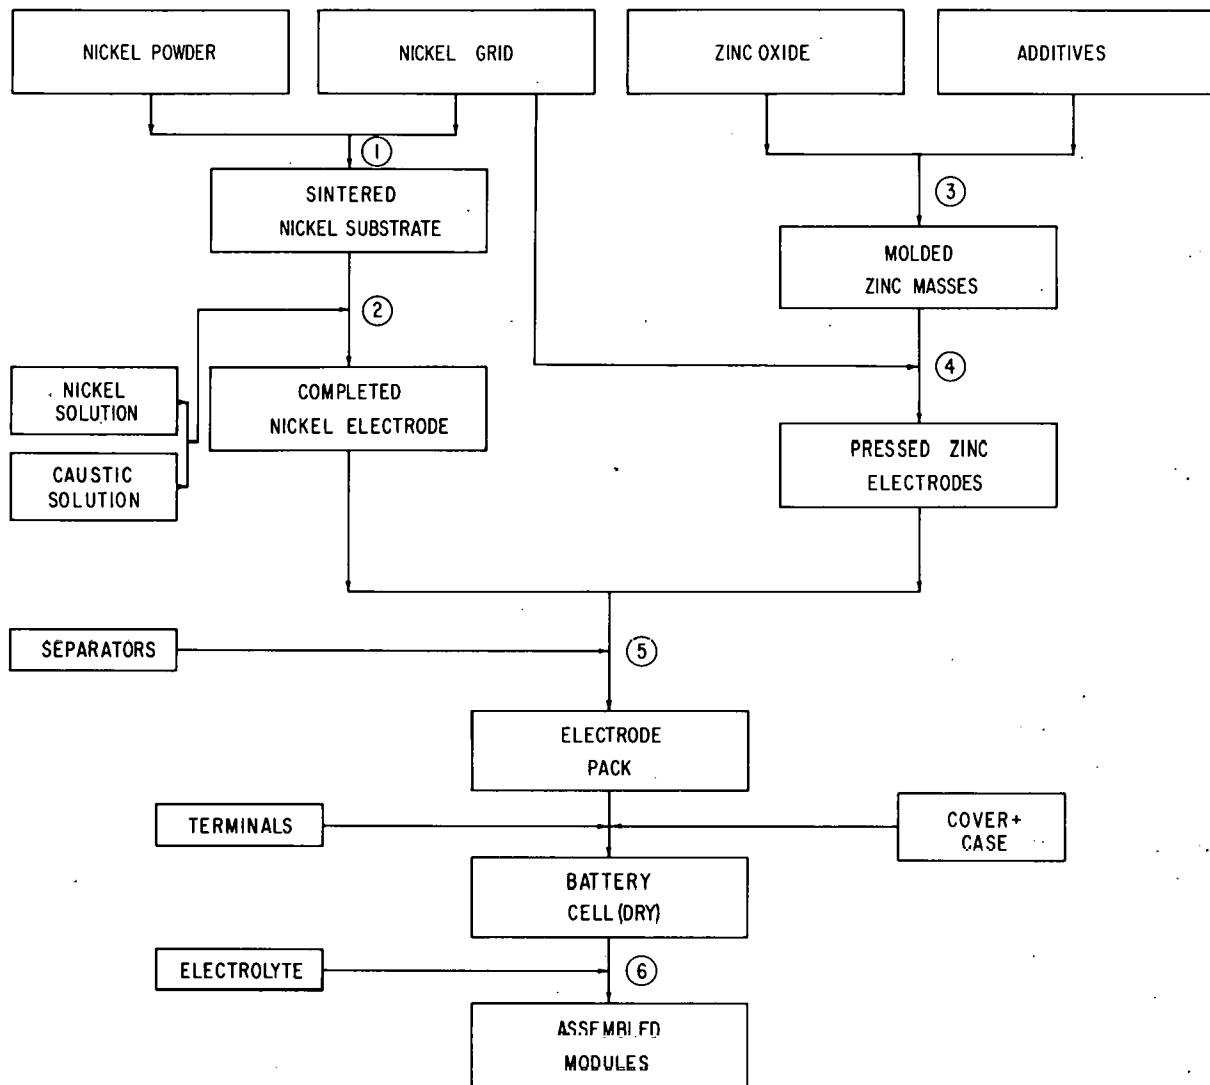 NICKEL POWDER
NICKEL GRID
ZINC OXIDE
ADDITIVES
1
SINTERED
NICKEL SUBSTRATE
3
MOLDED
ZINC MASSES
2
4
NICKEL
SOLUTION
COMPLETED
NICKEL ELECTRODE
CAUSTIC
SOLUTION
PRESSED ZINC
ELECTRODES
SEPARATORS
5
ELECTRODE
PACK
TERMINALS
COVER+
CASE
BATTERY
CELL (DRY)
ELECTROLYTE
6
ASSEMBLED
MODULES